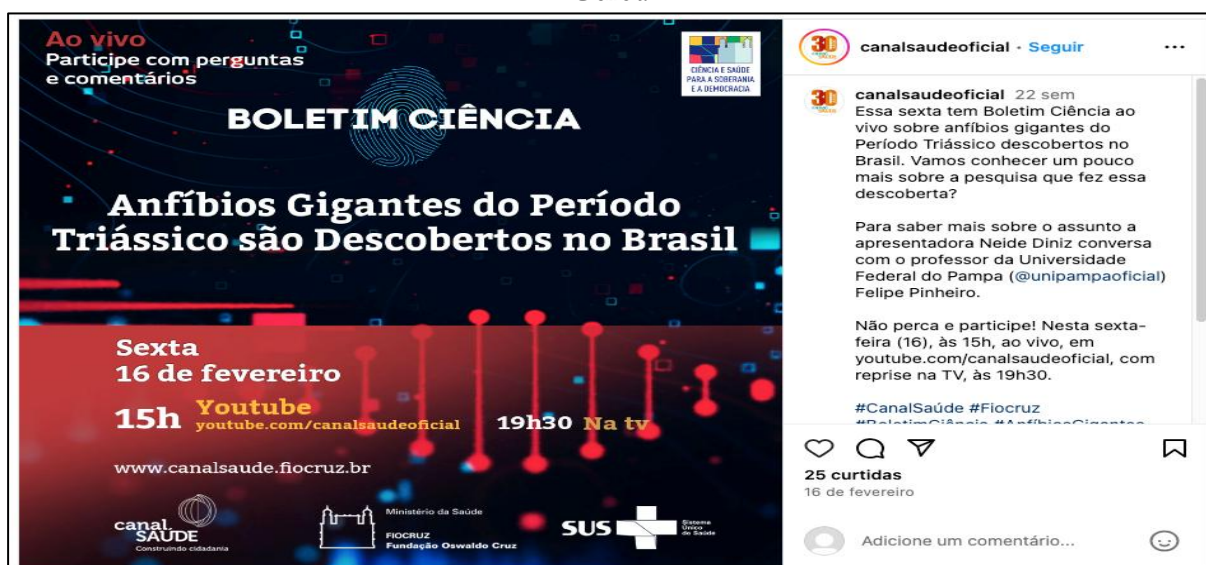 Ao vivo
Participe com perguntas
e comentários
CIÊNCIA E SAÚDE
PARA A SOBERANIA
E A DEMOCRACIA
BOLETIM CIÊNCIA
Anfíbios Gigantes do Período
Triássico são Descobertos no Brasil
Sexta
16 de fevereiro
15h Youtube
youtube.com/canalsaudeoficial
19h30 Na tv
www.canalsaude.fiocruz.br
canal
SAÚDE
Construindo cidadania
Ministério da Saúde
FIOCRUZ
Fundação Oswaldo Cruz
SUS
Sistema
Único
de Saúde
canalsaudeoficial · Seguir
canalsaudeoficial 22 sem
Essa sexta tem Boletim Ciência ao
vivo sobre anfíbios gigantes do
Período Triássico descobertos no
Brasil. Vamos conhecer um pouco
mais sobre a pesquisa que fez essa
descoberta?
Para saber mais sobre o assunto a
apresentadora Neide Diniz conversa
com o professor da Universidade
Federal do Pampa (@unipampaoficial)
Felipe Pinheiro.
Não perca e participe! Nesta sexta-
feira (16), às 15h, ao vivo, em
youtube.com/canalsaudeoficial, com
reprise na TV, às 19h30.
#CanalSaúde #Fiocruz
#BoletimCiência #AnfíbiosGigantes
25 curtidas
16 de fevereiro
Adicione um comentário...